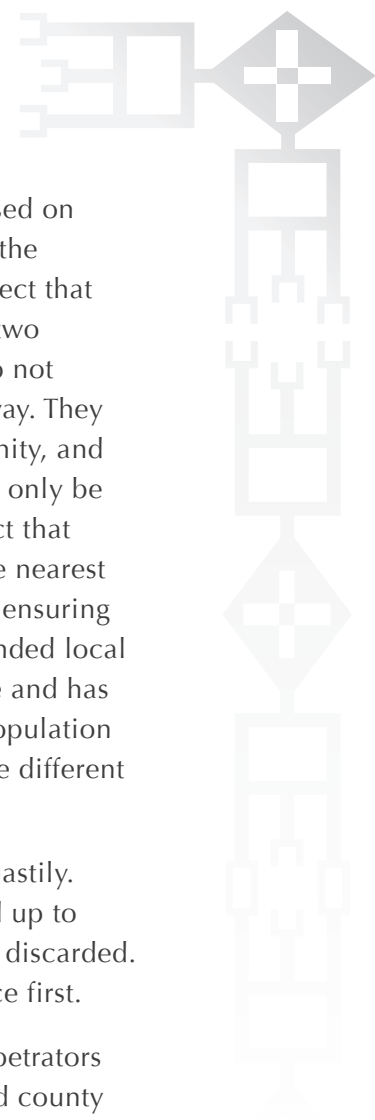 sed on
the
ect that
two
not
way. They
nity, and
only be
ct that
e nearest
ensuring
nded local
e and has
opulation
e different
astily.
d up to
discarded.
ce first.
petrators
d county